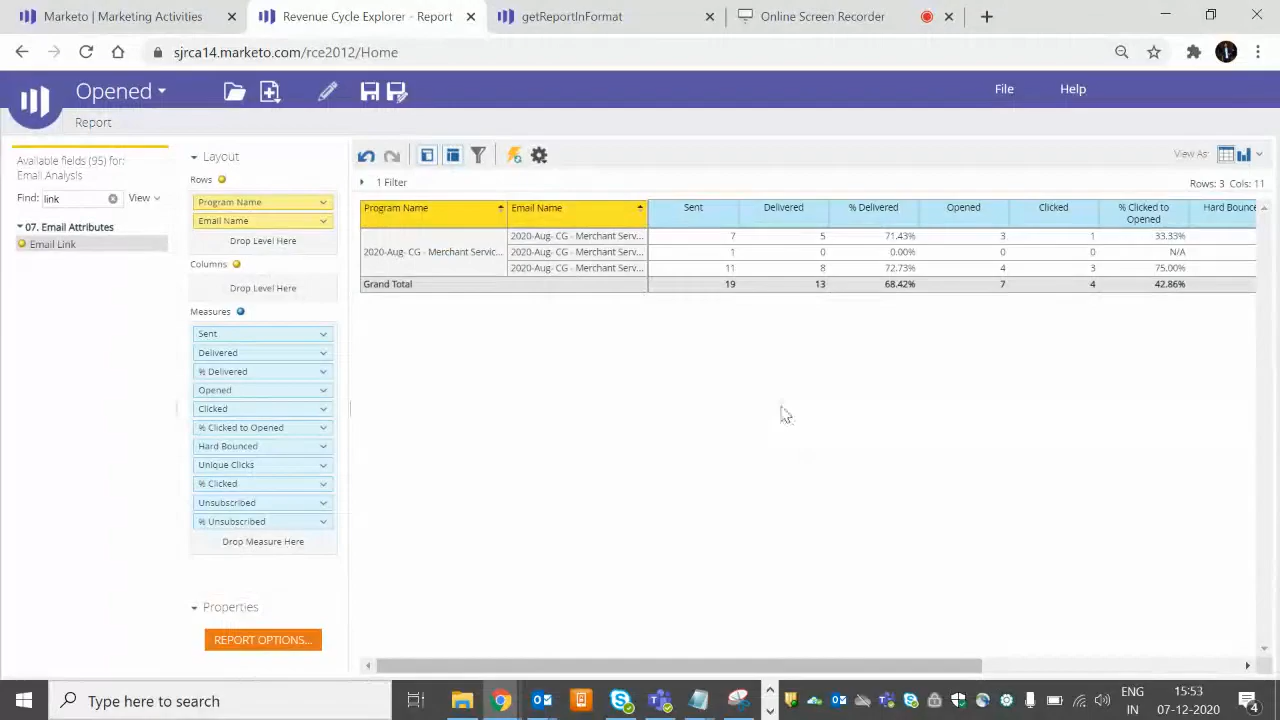 Marketo | Marketing Activities
Revenue Cycle Explorer - Report
getReportInFormat
Online Screen Recorder
sjrca14.marketo.com/rce2012/Home
Opened
File
Help
Report
Available fields (95) for:
Email Analysis
Find: link View
07. Email Attributes
Email Link
Layout
Rows
Program Name
Email Name
Drop Level Here
Columns
Drop Level Here
Measures
Sent
Delivered
% Delivered
Opened
Clicked
% Clicked to Opened
Hard Bounced
Unique Clicks
% Clicked
Unsubscribed
% Unsubscribed
Drop Measure Here
Properties
REPORT OPTIONS...
View As:
1 Filter
Rows: 3 Cols: 11
Program Name Email Name Sent Delivered % Delivered Opened Clicked % Clicked to Opened Hard Bounce
2020-Aug- CG - Merchant Servic... 2020-Aug- CG - Merchant Serv... 7 5 71.43% 3 1 33.33%
2020-Aug- CG - Merchant Serv... 1 0 0.00% 0 0 N/A
2020-Aug- CG - Merchant Serv... 11 8 72.73% 4 3 75.00%
Grand Total 19 13 68.42% 7 4 42.86%
Type here to search
ENG
IN
15:53
07-12-2020
4